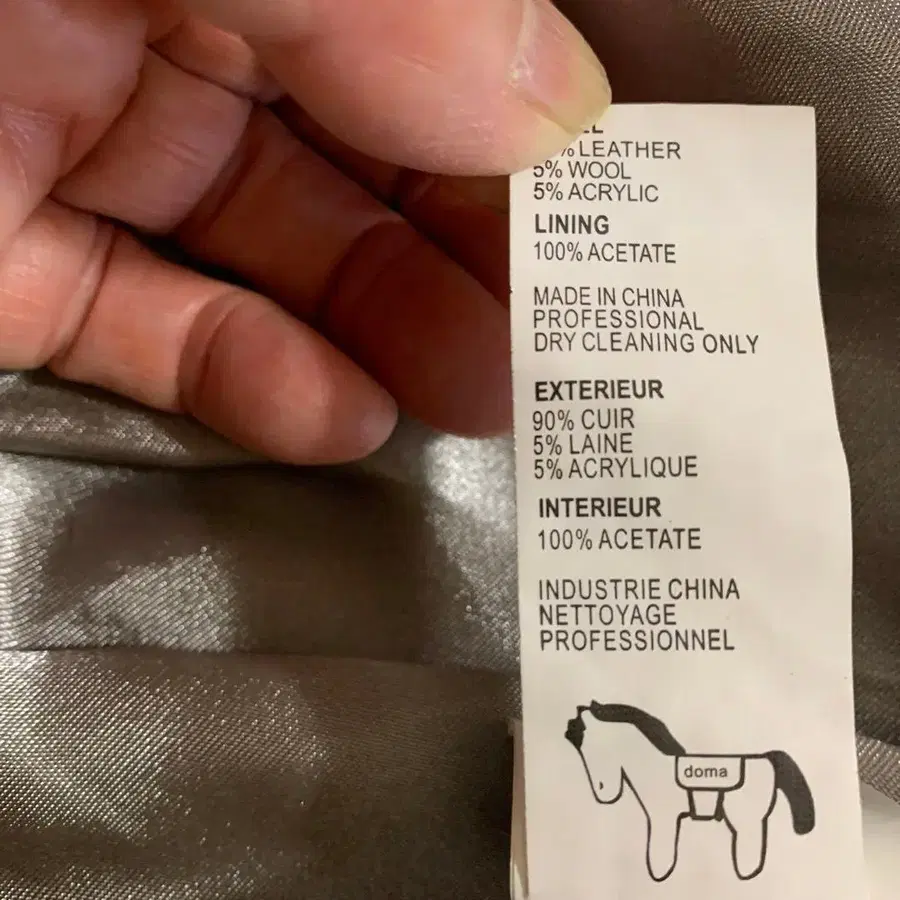 % LEATHER
5% WOOL
5% ACRYLIC
LINING
100% ACETATE
MADE IN CHINA
PROFESSIONAL
DRY CLEANING ONLY
EXTERIEUR
90% CUIR
5% LAINE
5% ACRYLIQUE
INTERIEUR
100% ACETATE
INDUSTRIE CHINA
NETTOYAGE
PROFESSIONNEL
doma